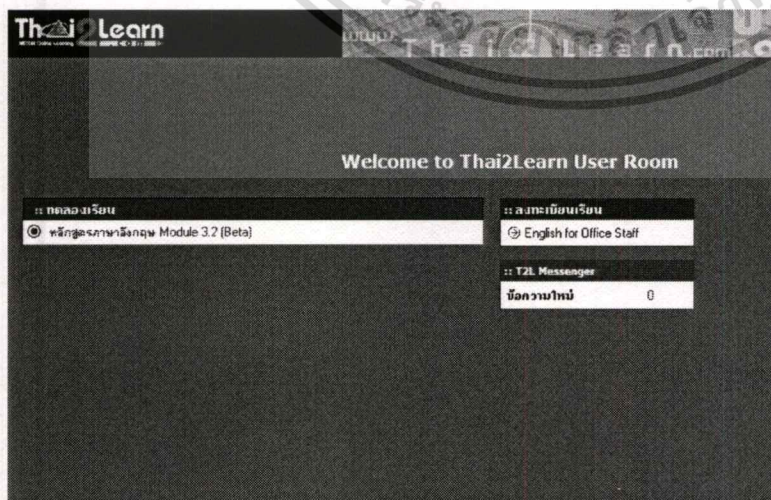 Thai2Learn
www.Thai2Learn.com
Welcome to Thai2Learn User Room
:: ทดลองเรียน
หลักสูตรภาษาอังกฤษ Module 3.2 (Beta)
:: ลงทะเบียนเรียน
English for Office Staff
:: T2L Messenger
ข้อความใหม่ 0